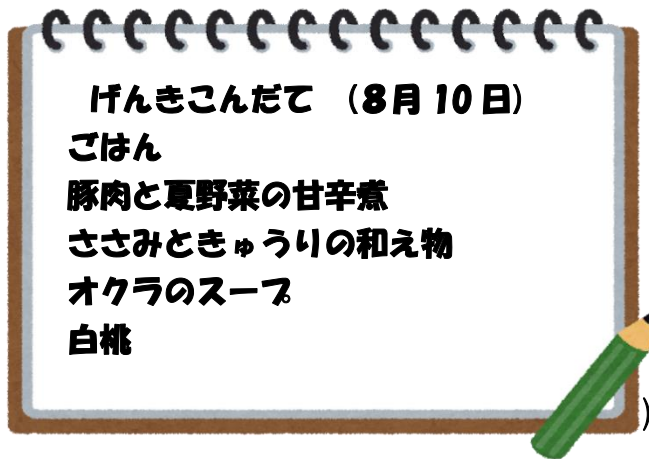 げんきこんだて （８月 10 日）
ごはん
豚肉と夏野菜の甘辛煮
ささみときゅうりの和え物
オクラのスープ
白桃
)